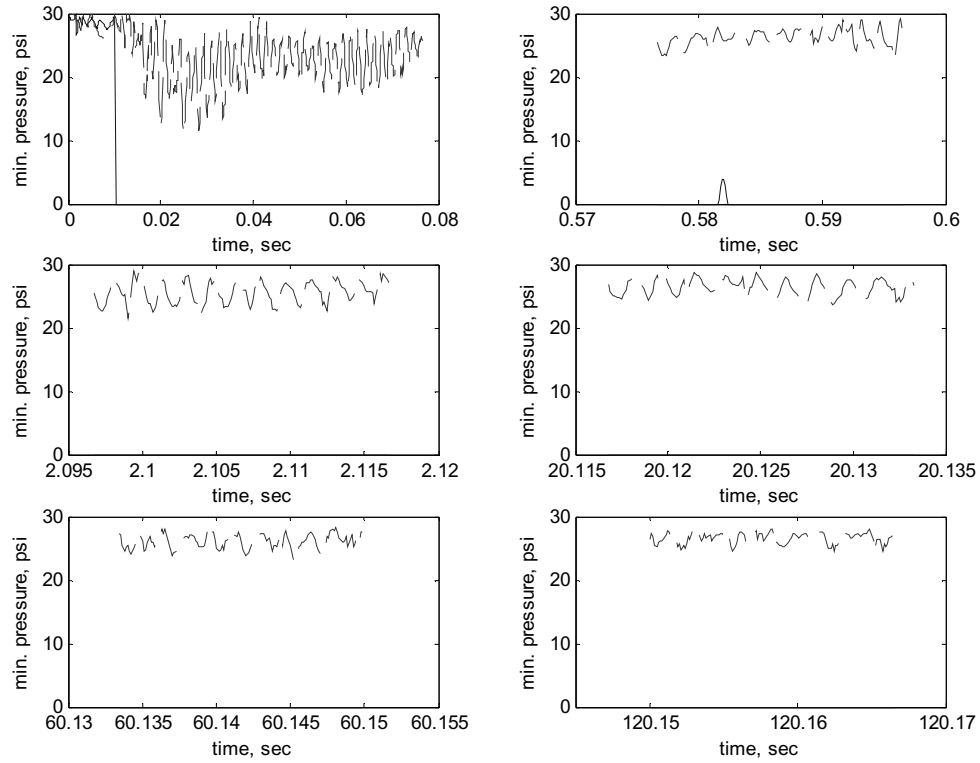 min. pressure, psi
30
20
10
0
0 0.02 0.04 0.06 0.08
time, sec
min. pressure, psi
30
20
10
0
0.57 0.58 0.59 0.6
time, sec
min. pressure, psi
30
20
10
0
2.095 2.1 2.105 2.11 2.115 2.12
time, sec
min. pressure, psi
30
20
10
0
20.115 20.12 20.125 20.13 20.135
time, sec
min. pressure, psi
30
20
10
0
60.13 60.135 60.14 60.145 60.15 60.155
time, sec
min. pressure, psi
30
20
10
0
120.15 120.16 120.17
time, sec